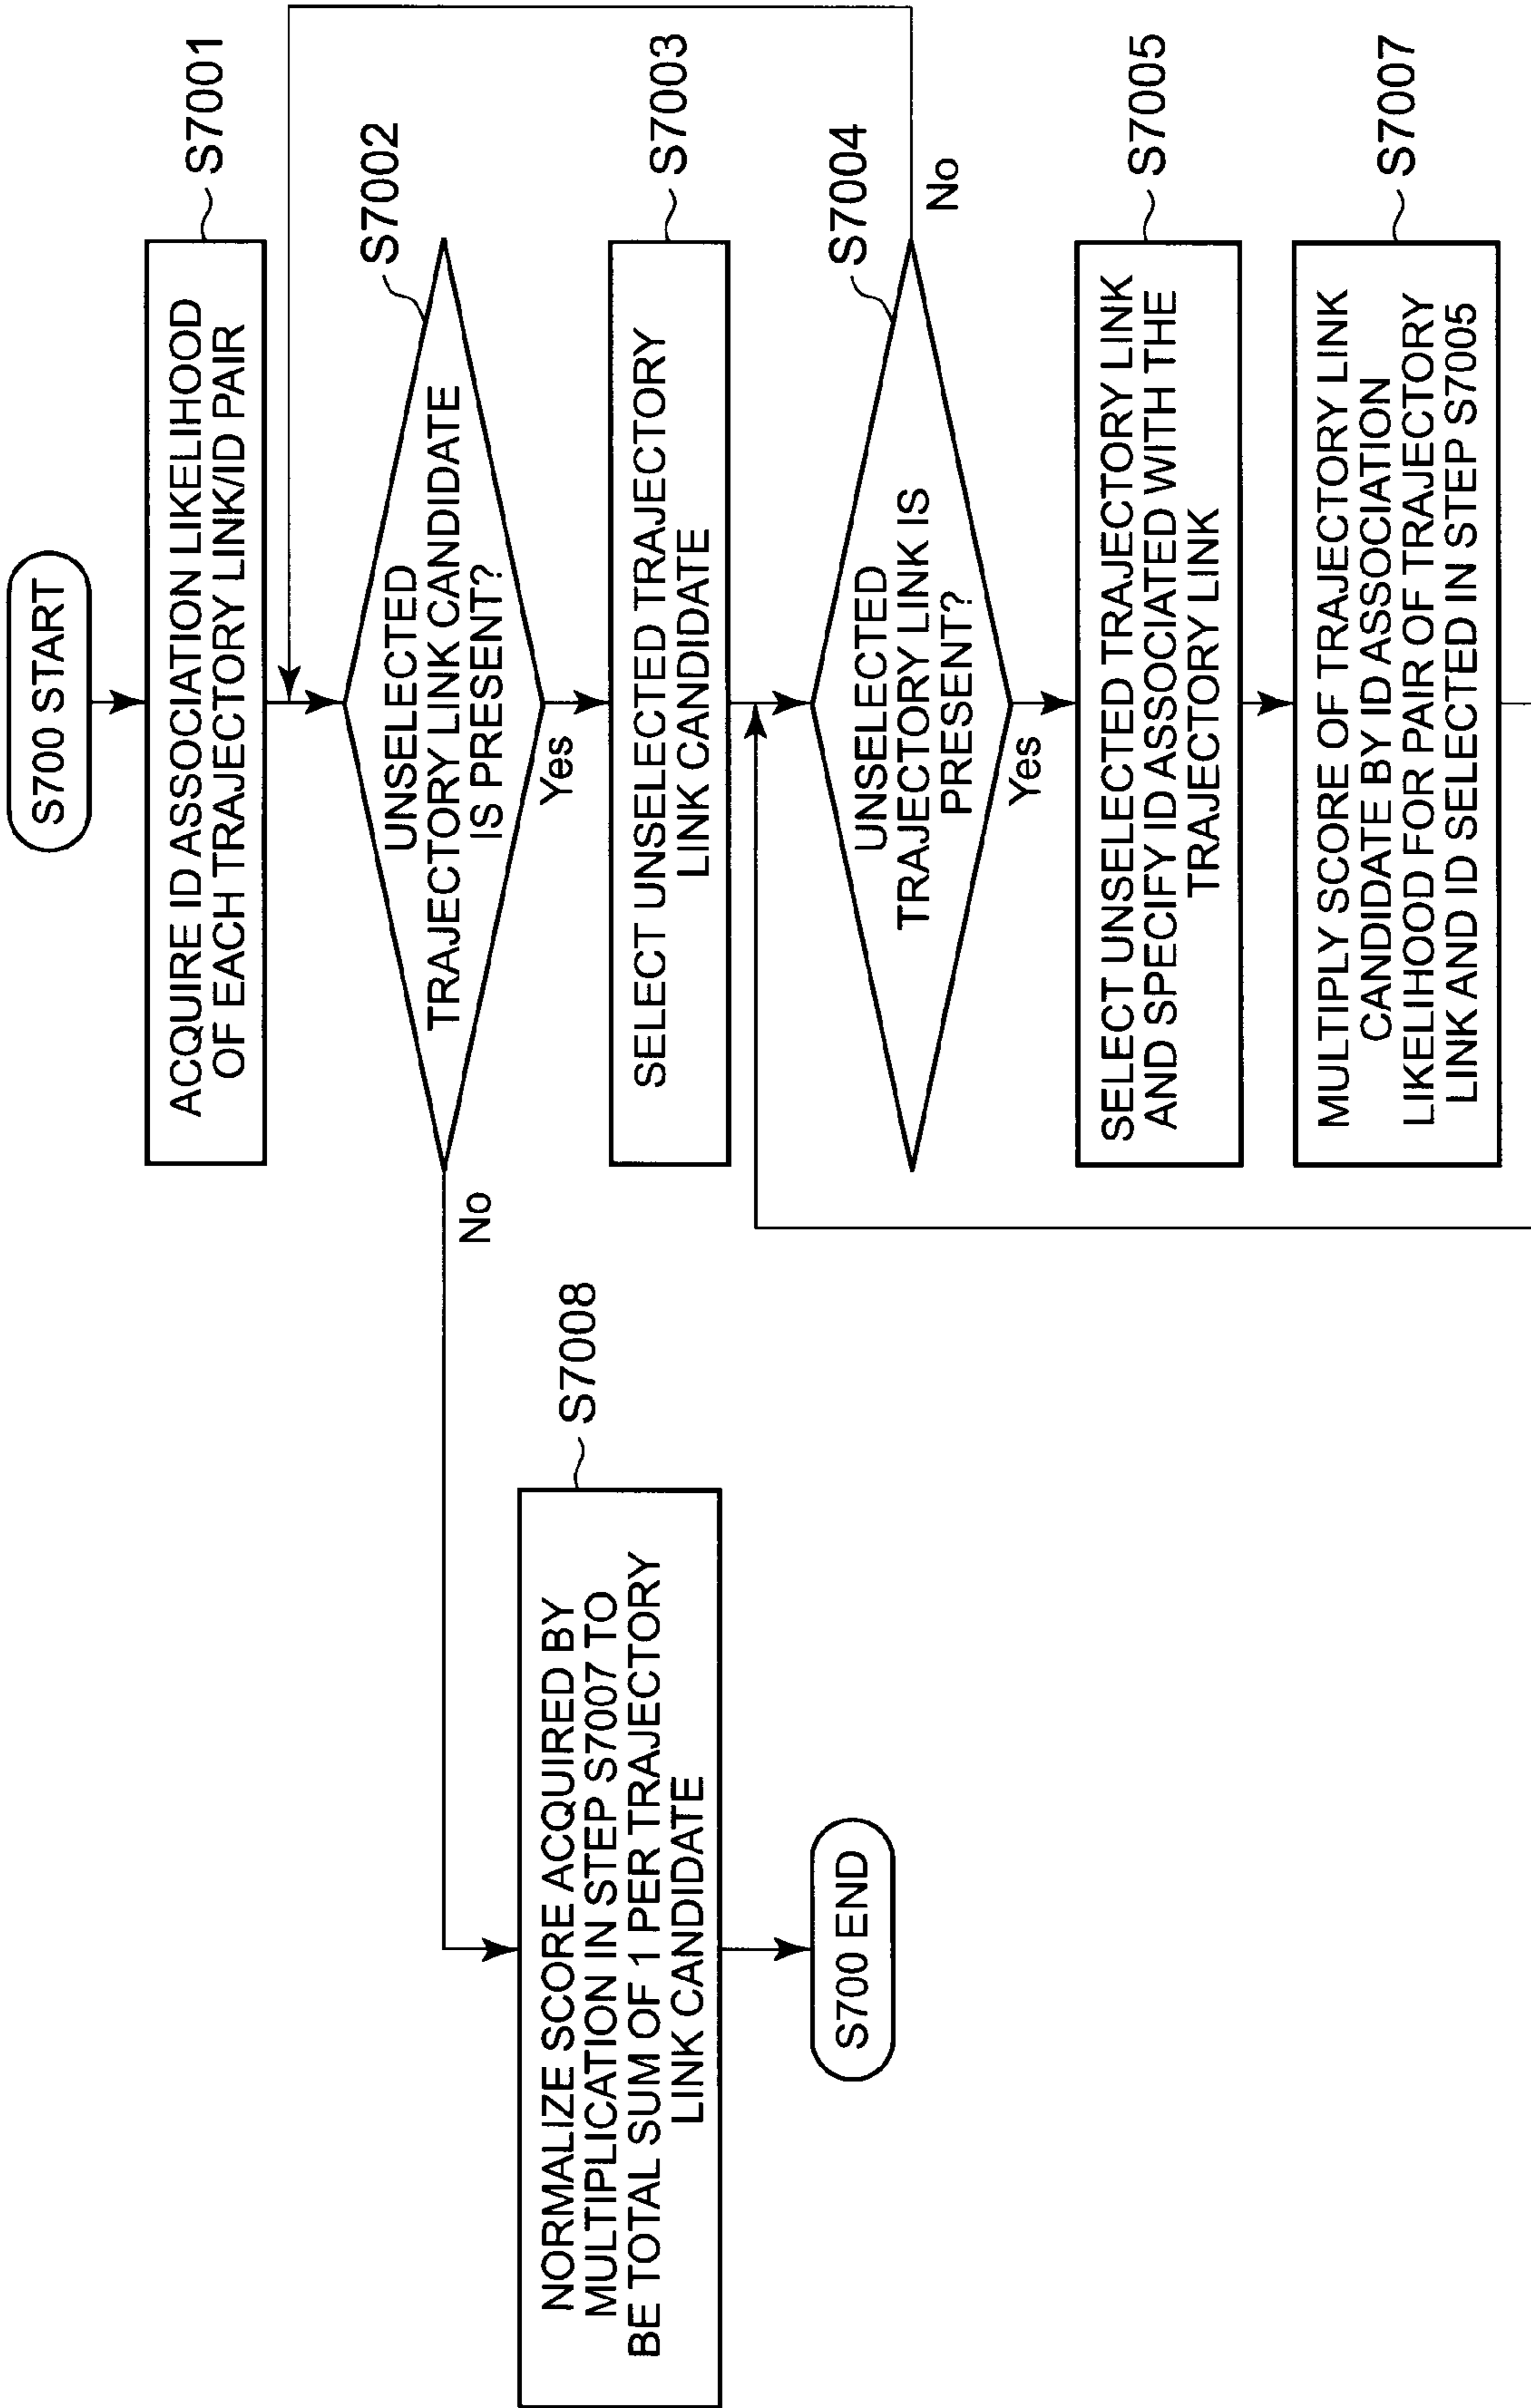 S700 START
ACQUIRE ID ASSOCIATION LIKELIHOOD
OF EACH TRAJECTORY LINK/ID PAIR
S7001
UNSELECTED
TRAJECTORY LINK CANDIDATE
IS PRESENT?
S7002
Yes
No
SELECT UNSELECTED TRAJECTORY
LINK CANDIDATE
S7003
UNSELECTED
TRAJECTORY LINK IS
PRESENT?
S7004
No
Yes
SELECT UNSELECTED TRAJECTORY LINK
AND SPECIFY ID ASSOCIATED WITH THE
TRAJECTORY LINK
S7005
MULTIPLY SCORE OF TRAJECTORY LINK
CANDIDATE BY ID ASSOCIATION
LIKELIHOOD FOR PAIR OF TRAJECTORY
LINK AND ID SELECTED IN STEP S7005
S7007
NORMALIZE SCORE ACQUIRED BY
MULTIPLICATION IN STEP S7007 TO
BE TOTAL SUM OF 1 PER TRAJECTORY
LINK CANDIDATE
S7008
S700 END